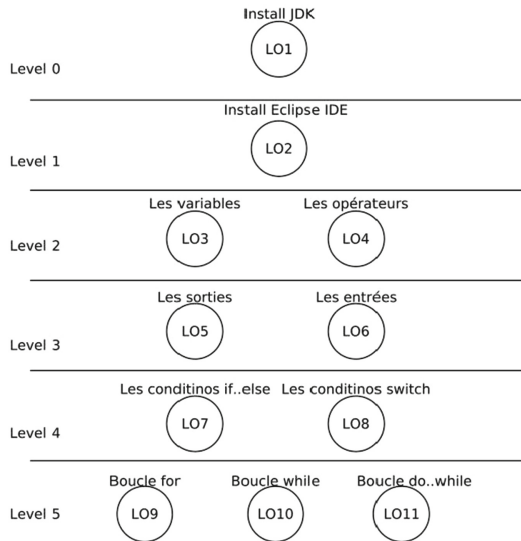 Install JDK
LO1
Level 0
Install Eclipse IDE
LO2
Level 1
Les variables Les opérateurs
LO3 LO4
Level 2
Les sorties Les entrées
LO5 LO6
Level 3
Les conditinos if..else Les conditinos switch
LO7 LO8
Level 4
Boucle for Boucle while Boucle do..while
Level 5 LO9 LO10 LO11